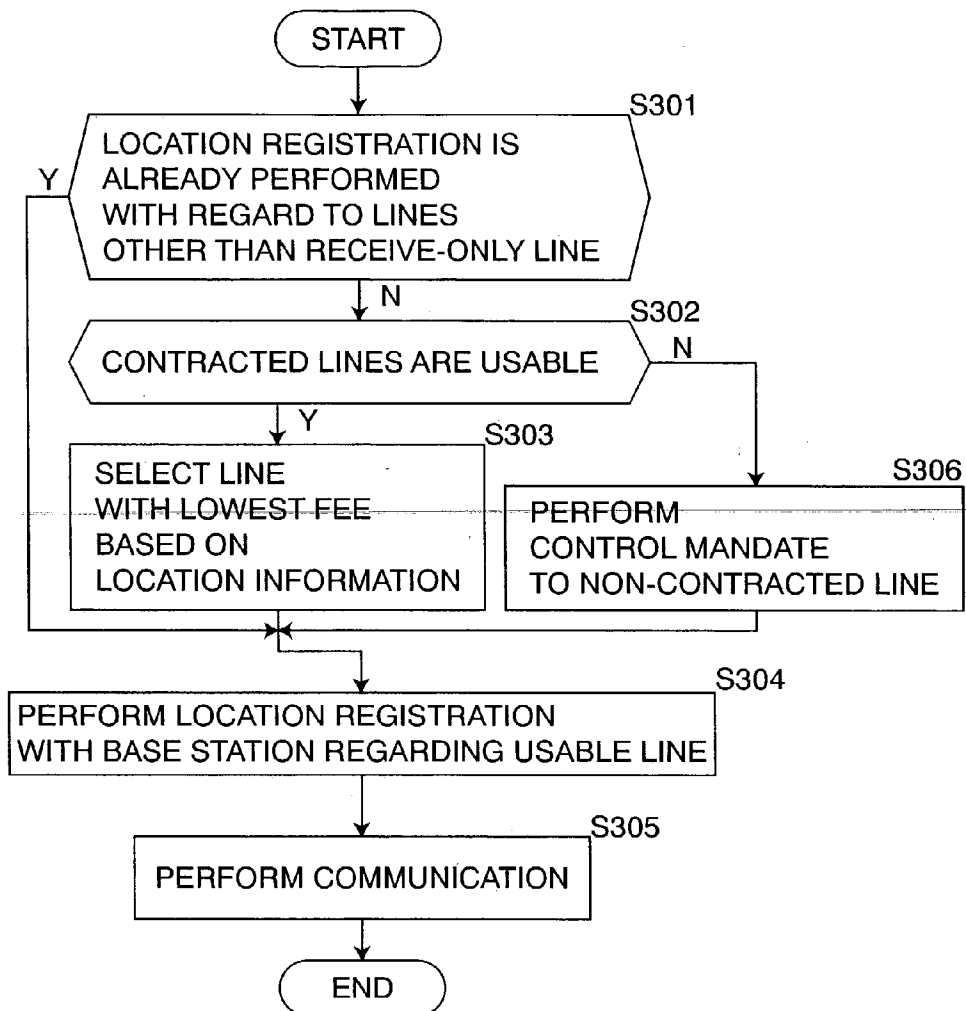 START
S301
LOCATION REGISTRATION IS
ALREADY PERFORMED
WITH REGARD TO LINES
OTHER THAN RECEIVE-ONLY LINE
Y
N
S302
CONTRACTED LINES ARE USABLE
N
Y
S303
SELECT LINE
WITH LOWEST FEE
BASED ON
LOCATION INFORMATION
S306
PERFORM
CONTROL MANDATE
TO NON-CONTRACTED LINE
S304
PERFORM LOCATION REGISTRATION
WITH BASE STATION REGARDING USABLE LINE
S305
PERFORM COMMUNICATION
END